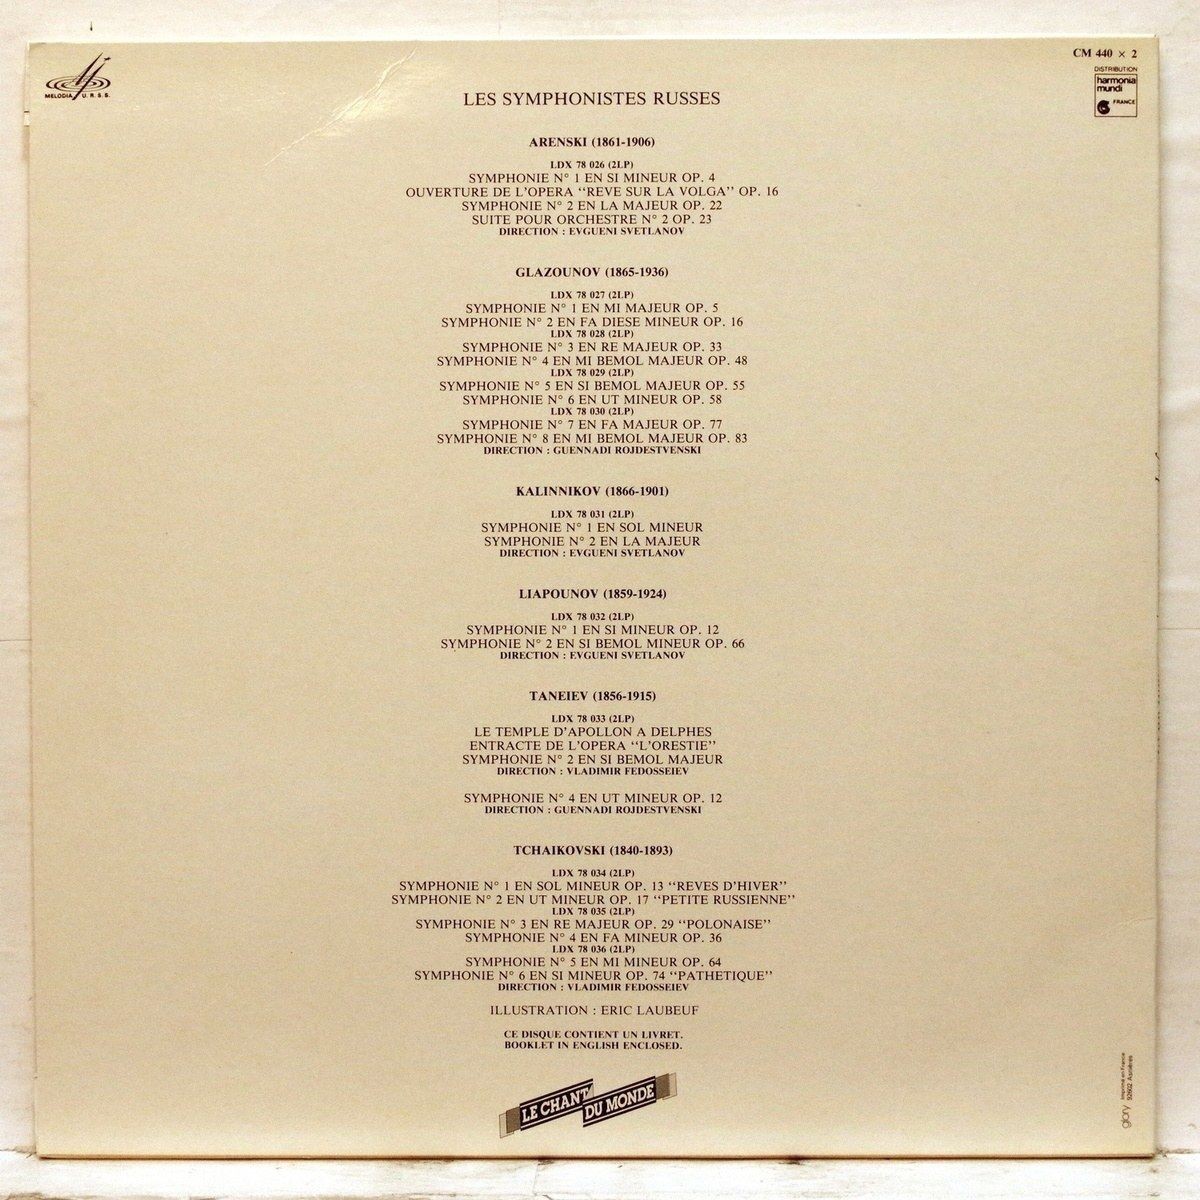 CM 440 × 2
MELODIA U.R.S.S.
DISTRIBUTION
harmonia
mundi
FRANCE
LES SYMPHONISTES RUSSES
ARENSKI (1861-1906)
LDX 78 026 (2LP)
SYMPHONIE N° 1 EN SI MINEUR OP. 4
OUVERTURE DE L'OPERA ‘‘REVE SUR LA VOLGA’’ OP. 16
SYMPHONIE N° 2 EN LA MAJEUR OP. 22
SUITE POUR ORCHESTRE N° 2 OP. 23
DIRECTION : EVGUENI SVETLANOV
GLAZOUNOV (1865-1936)
LDX 78 027 (2LP)
SYMPHONIE N° 1 EN MI MAJEUR OP. 5
SYMPHONIE N° 2 EN FA DIESE MINEUR OP. 16
LDX 78 028 (2LP)
SYMPHONIE N° 3 EN RE MAJEUR OP. 33
SYMPHONIE N° 4 EN MI BEMOL MAJEUR OP. 48
LDX 78 029 (2LP)
SYMPHONIE N° 5 EN SI BEMOL MAJEUR OP. 55
SYMPHONIE N° 6 EN UT MINEUR OP. 58
LDX 78 030 (2LP)
SYMPHONIE N° 7 EN FA MAJEUR OP. 77
SYMPHONIE N° 8 EN MI BEMOL MAJEUR OP. 83
DIRECTION : GUENNADI ROJDESTVENSKI
KALINNIKOV (1866-1901)
LDX 78 031 (2LP)
SYMPHONIE N° 1 EN SOL MINEUR
SYMPHONIE N° 2 EN LA MAJEUR
DIRECTION : EVGUENI SVETLANOV
LIAPOUNOV (1859-1924)
LDX 78 032 (2LP)
SYMPHONIE N° 1 EN SI MINEUR OP. 12
SYMPHONIE N° 2 EN SI BEMOL MINEUR OP. 66
DIRECTION : EVGUENI SVETLANOV
TANEIEV (1856-1915)
LDX 78 033 (2LP)
LE TEMPLE D'APOLLON A DELPHES
ENTRACTE DE L'OPERA ‘‘L'ORESTIE’’
SYMPHONIE N° 2 EN SI BEMOL MAJEUR
DIRECTION : VLADIMIR FEDOSSEIEV
SYMPHONIE N° 4 EN UT MINEUR OP. 12
DIRECTION : GUENNADI ROJDESTVENSKI
TCHAIKOVSKI (1840-1893)
LDX 78 034 (2LP)
SYMPHONIE N° 1 EN SOL MINEUR OP. 13 ‘‘REVES D'HIVER’’
SYMPHONIE N° 2 EN UT MINEUR OP. 17 ‘‘PETITE RUSSIENNE’’
LDX 78 035 (2LP)
SYMPHONIE N° 3 EN RE MAJEUR OP. 29 ‘‘POLONAISE’’
SYMPHONIE N° 4 EN FA MINEUR OP. 36
LDX 78 036 (2LP)
SYMPHONIE N° 5 EN MI MINEUR OP. 64
SYMPHONIE N° 6 EN SI MINEUR OP. 74 ‘‘PATHETIQUE’’
DIRECTION : VLADIMIR FEDOSSEIEV
ILLUSTRATION : ERIC LAUBEUF
CE DISQUE CONTIENT UN LIVRET.
BOOKLET IN ENGLISH ENCLOSED.
LE CHANT
DU MONDE
glory
Imprimé en France
92602 Asnières